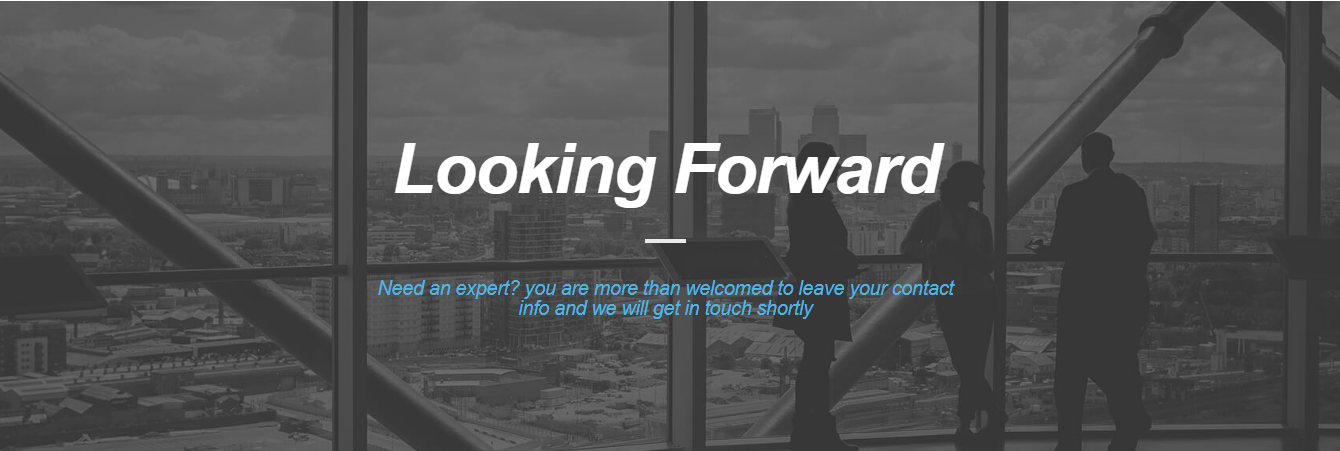 Looking Forward
Need an expert? you are more than welcomed to leave your contact
info and we will get in touch shortly